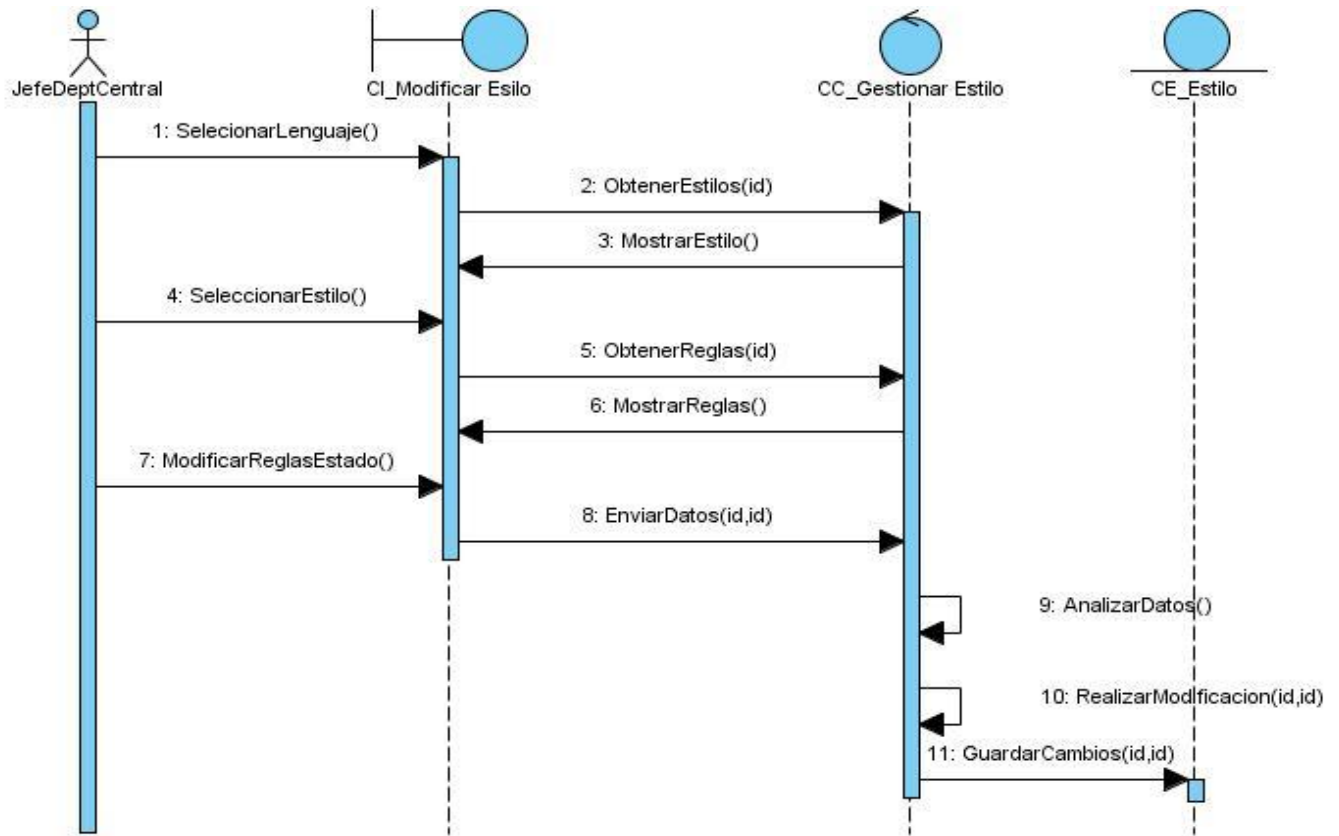 JefeDeptCentral
CI_Modificar Esilo
CC_Gestionar Estilo
CE_Estilo
1: SelecionarLenguaje()
2: ObtenerEstilos(id)
3: MostrarEstilo()
4: SeleccionarEstilo()
5: ObtenerReglas(id)
6: MostrarReglas()
7: ModificarReglasEstado()
8: EnviarDatos(id,id)
9: AnalizarDatos()
10: RealizarModificacion(id,id)
11: GuardarCambios(id,id)